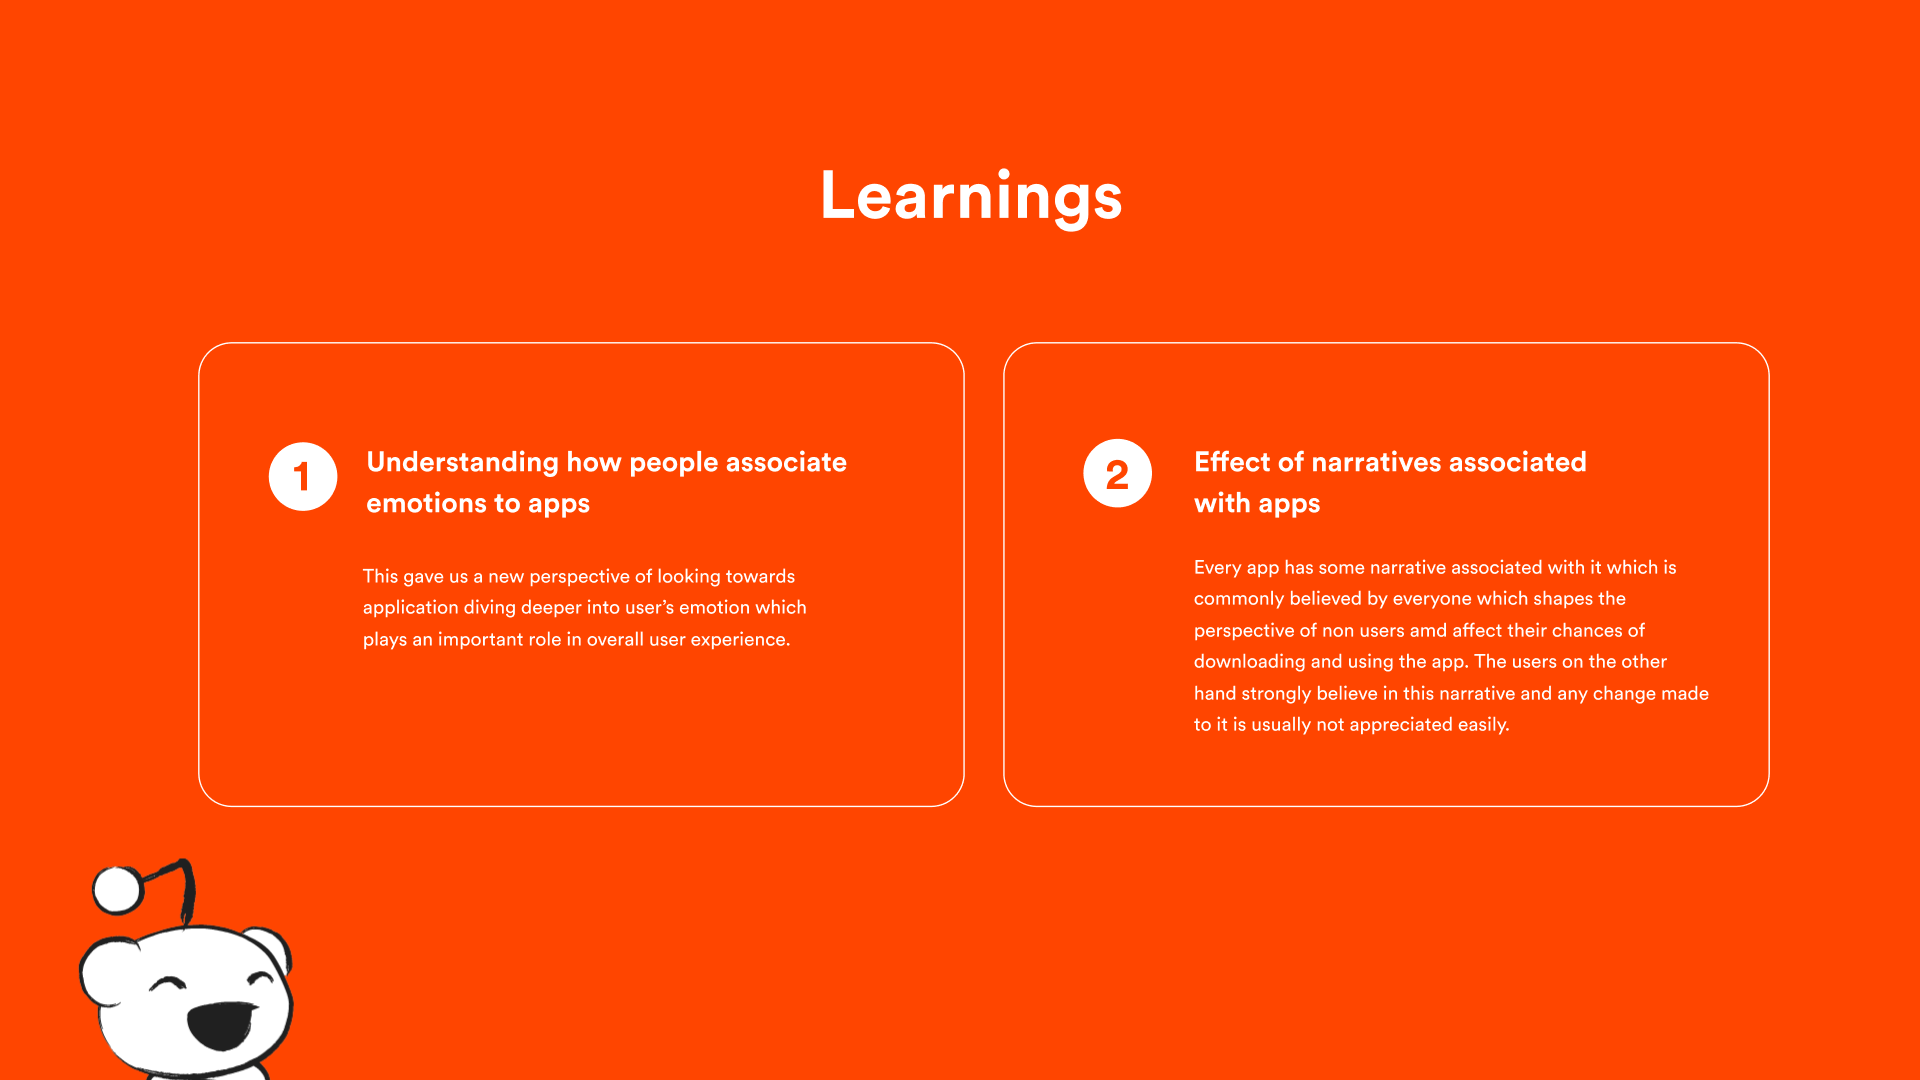 Learnings
1
Understanding how people associate
emotions to apps
This gave us a new perspective of looking towards
application diving deeper into user’s emotion which
plays an important role in overall user experience.
2
Effect of narratives associated
with apps
Every app has some narrative associated with it which is
commonly believed by everyone which shapes the
perspective of non users amd affect their chances of
downloading and using the app. The users on the other
hand strongly believe in this narrative and any change made
to it is usually not appreciated easily.